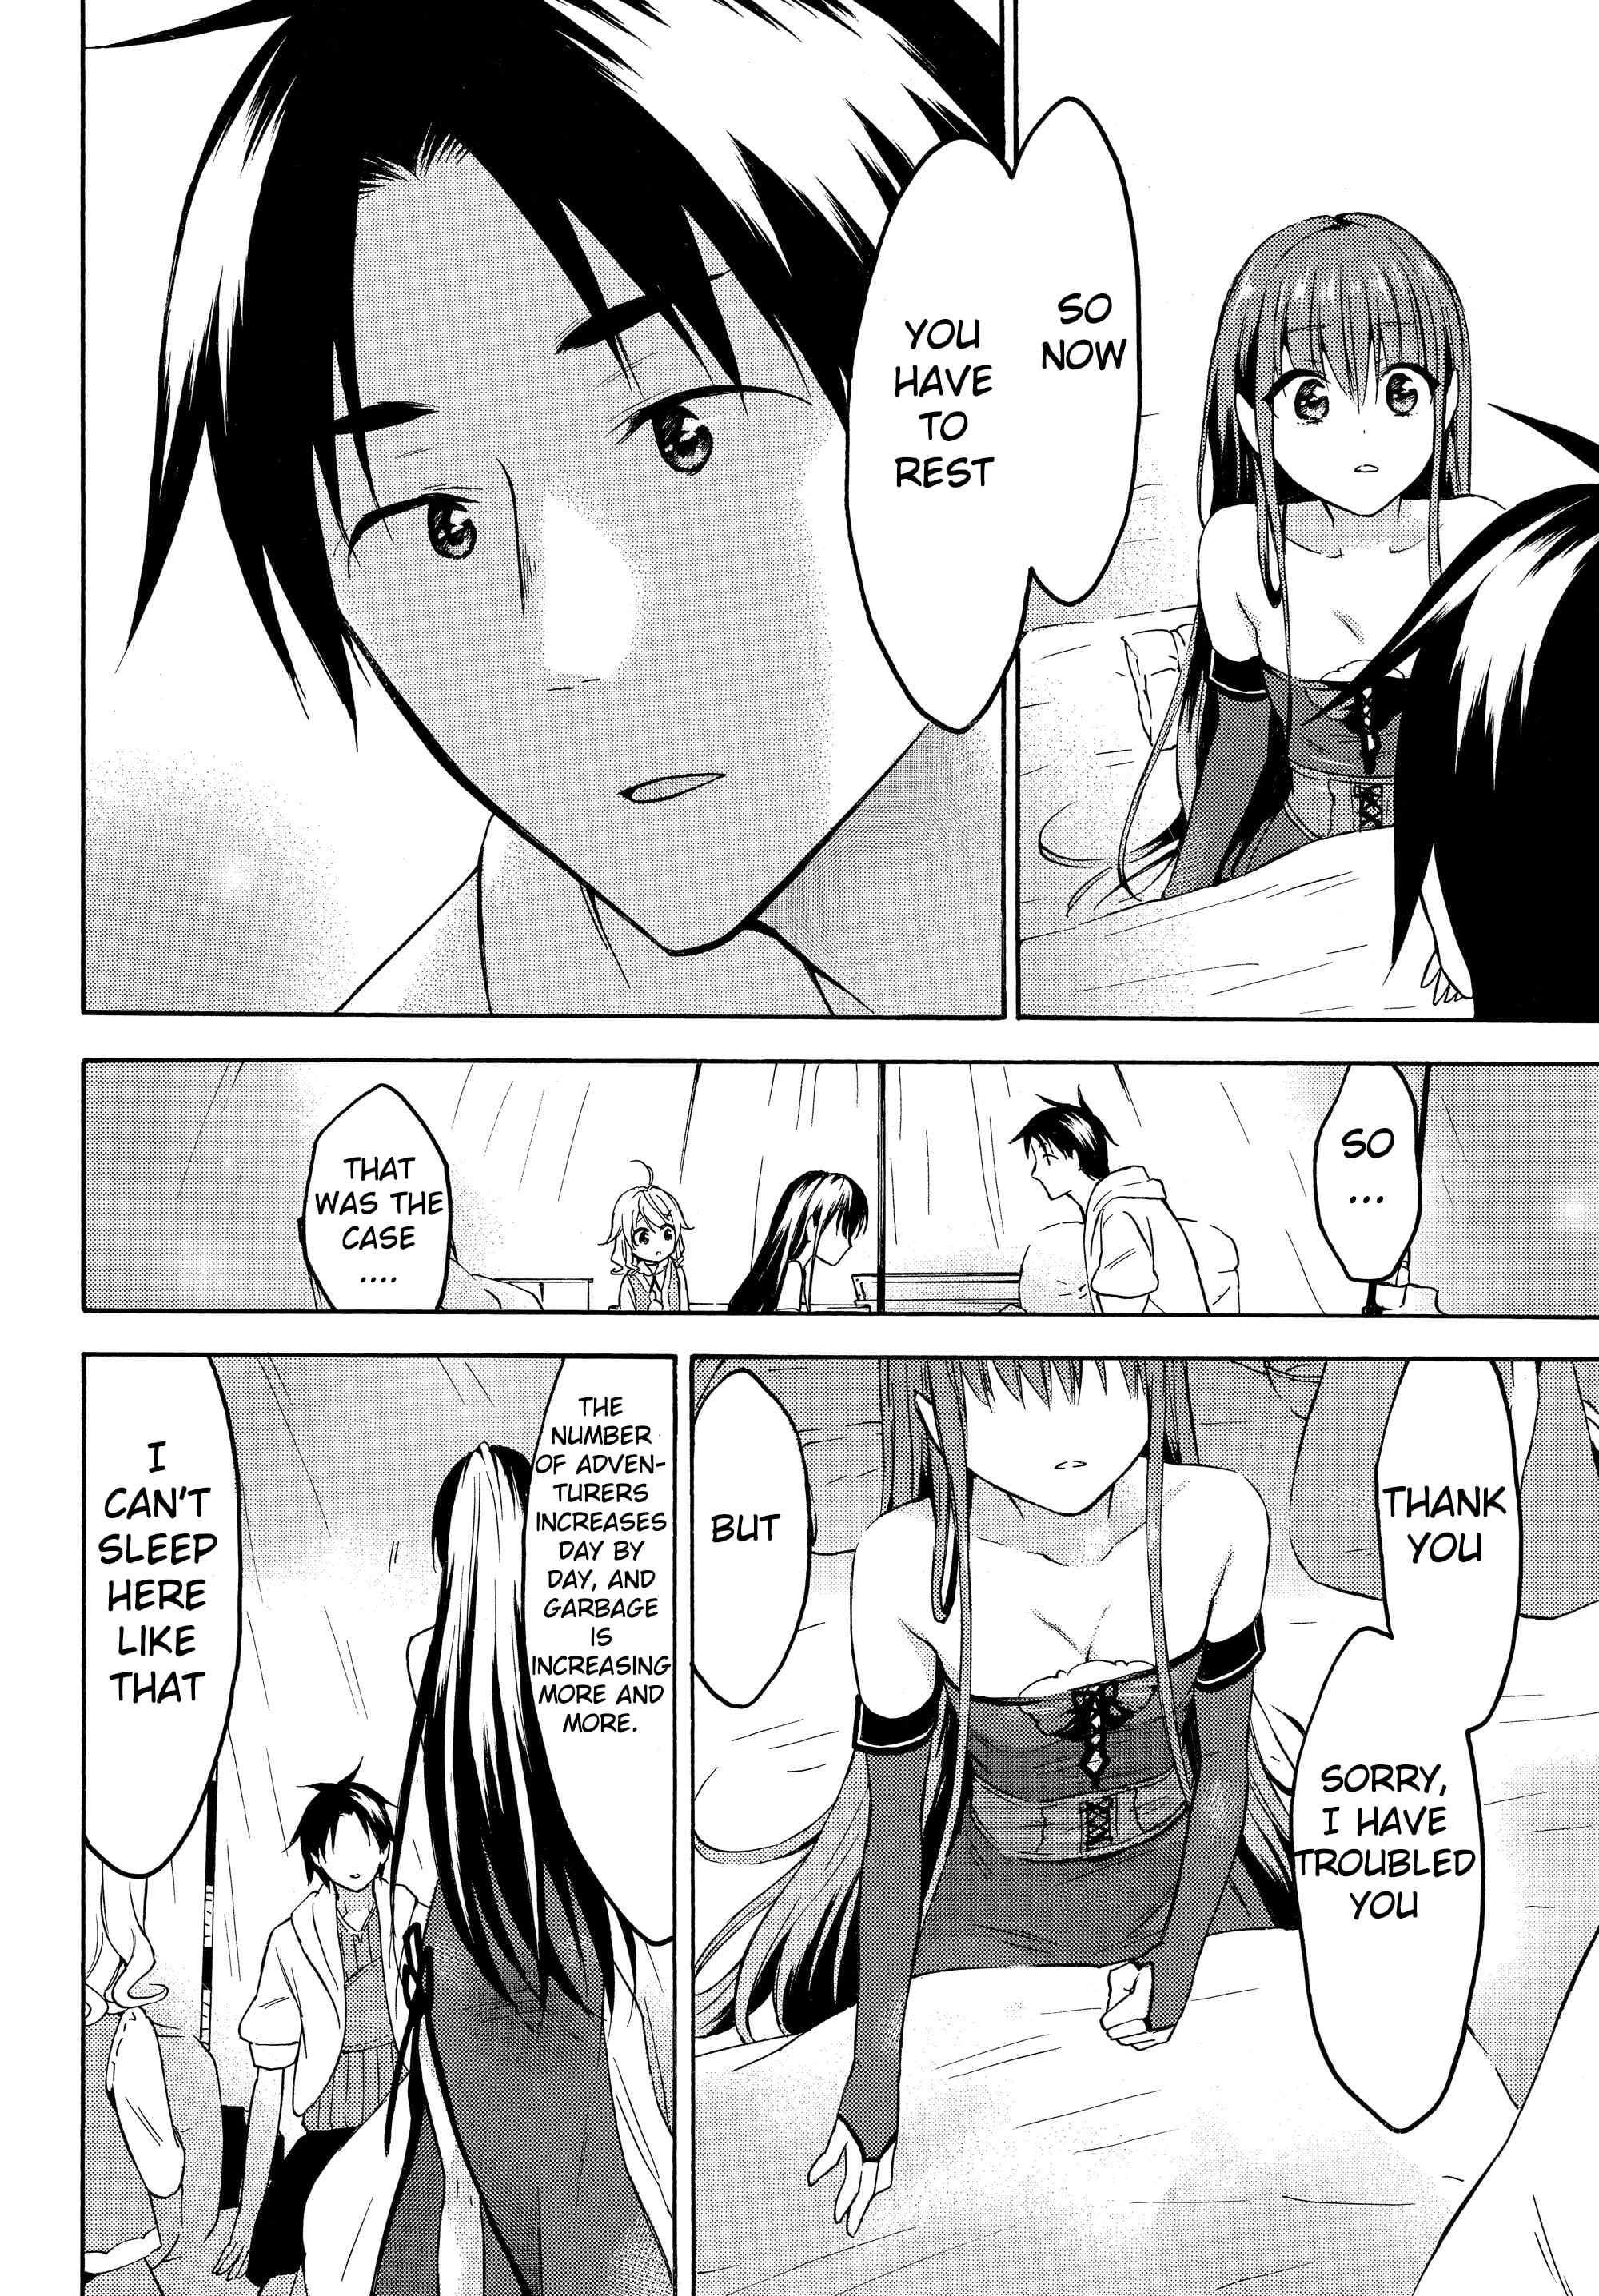 SO
NOW
YOU
HAVE
TO
REST
SO
...
THAT
WAS THE
CASE
....
THANK
YOU
SORRY,
I HAVE
TROUBLED
YOU
BUT
THE
NUMBER
OF ADVEN-
TURERS
INCREASES
DAY BY
DAY, AND
GARBAGE
IS
INCREASING
MORE AND
MORE.
I
CAN'T
SLEEP
HERE
LIKE
THAT